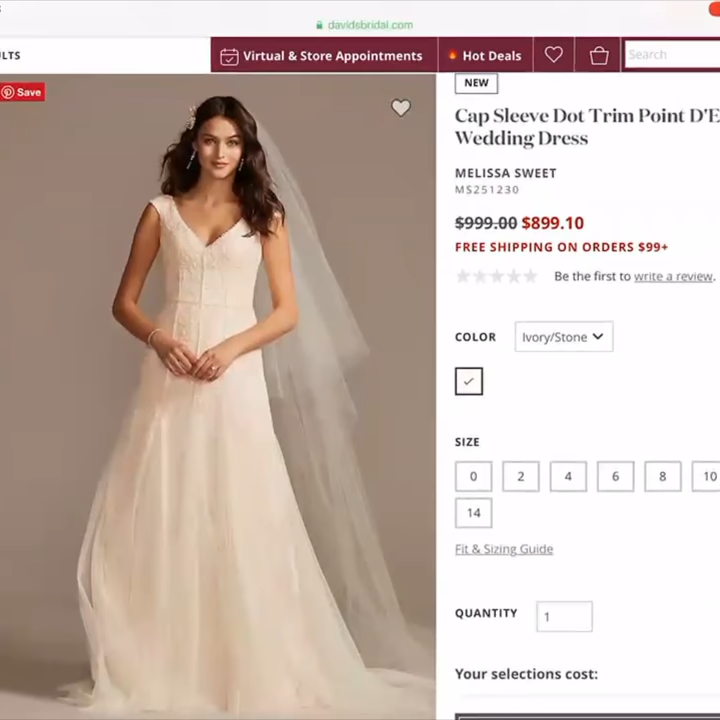 davidsbridal.com
LTS
Virtual & Store Appointments
Hot Deals
Search
Save
NEW
Cap Sleeve Dot Trim Point D'E
Wedding Dress
MELISSA SWEET
MS251230
$999.00 $899.10
FREE SHIPPING ON ORDERS $99+
Be the first to write a review.
COLOR
Ivory/Stone
SIZE
0 2 4 6 8 10
14
Fit & Sizing Guide
QUANTITY
1
Your selections cost: